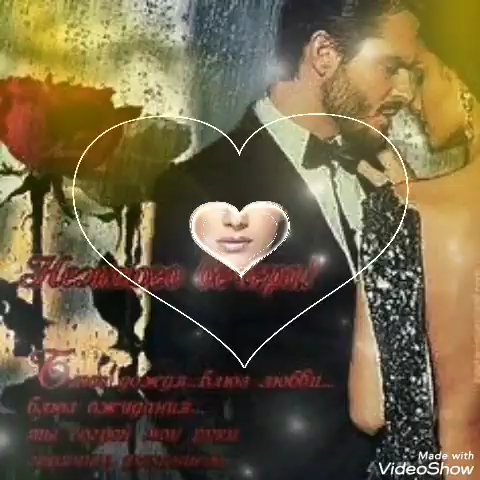 Нежного вечера!
Блюз дождя...блюз любви...
блюз ожидания...
ты согрей мои руки
Made with
VideoShow